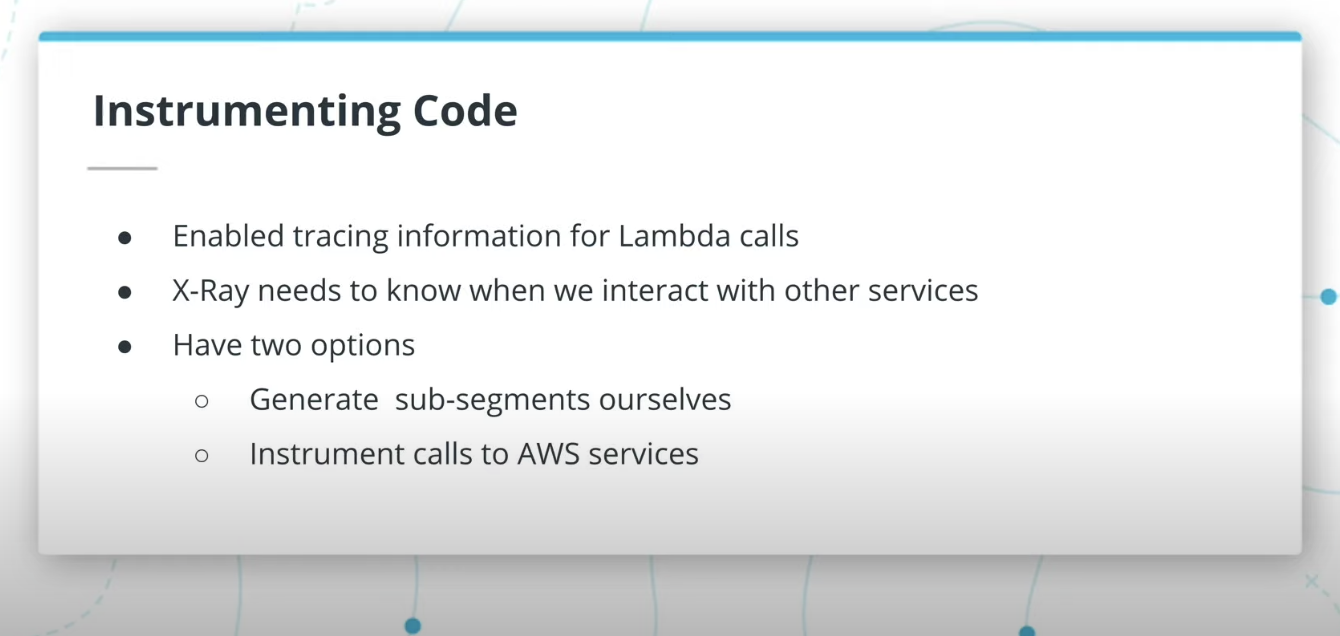 Instrumenting Code
● Enabled tracing information for Lambda calls
● X-Ray needs to know when we interact with other services
● Have two options
○ Generate  sub-segments ourselves
○ Instrument calls to AWS services